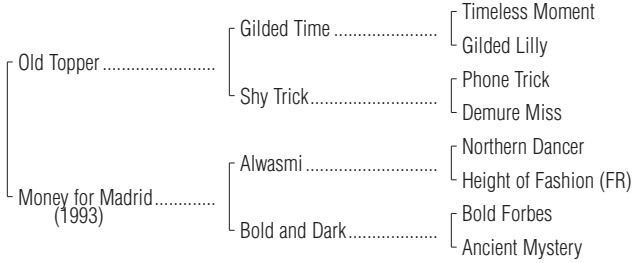 Timeless Moment
Gilded Time ......................
Gilded Lilly
Old Topper ........................
Phone Trick
Shy Trick...........................
Demure Miss
Northern Dancer
Alwasmi ............................
Height of Fashion (FR)
Money for Madrid.............
(1993)
Bold Forbes
Bold and Dark...................
Ancient Mystery